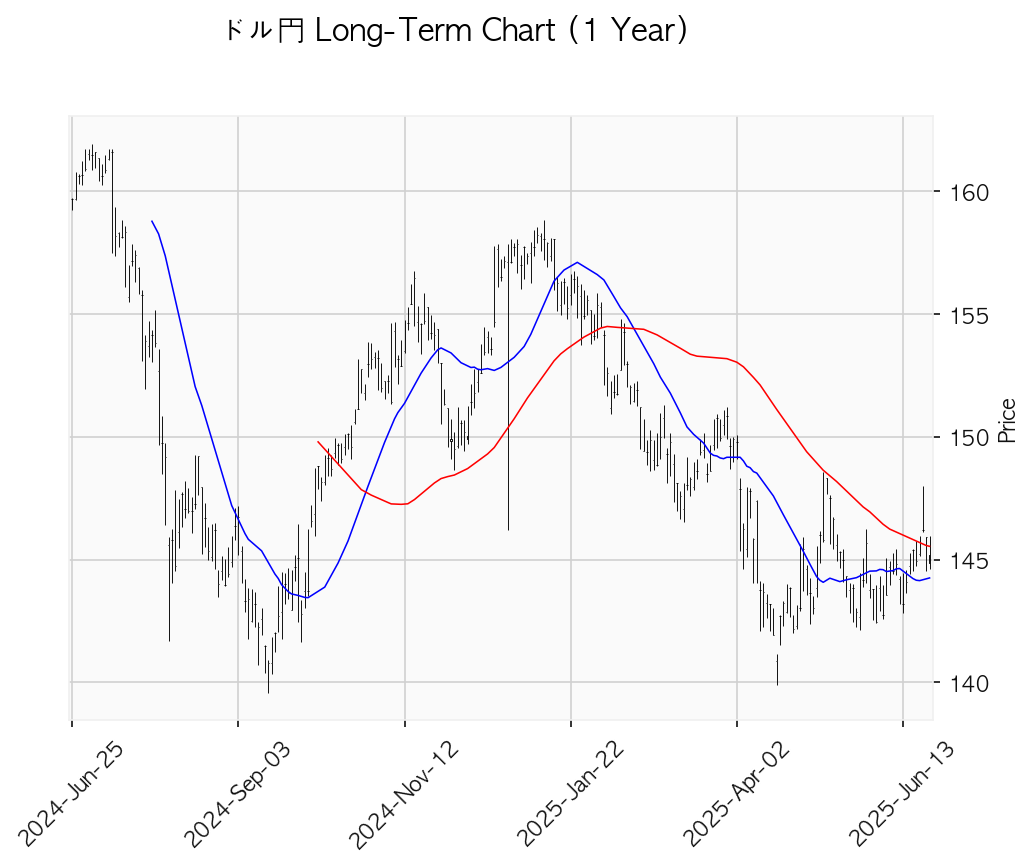 ドル円 Long-Term Chart (1 Year)
160
155
150
145
140
Price
2024-Jun-25
2024-Sep-03
2024-Nov-12
2025-Jan-22
2025-Apr-02
2025-Jun-13